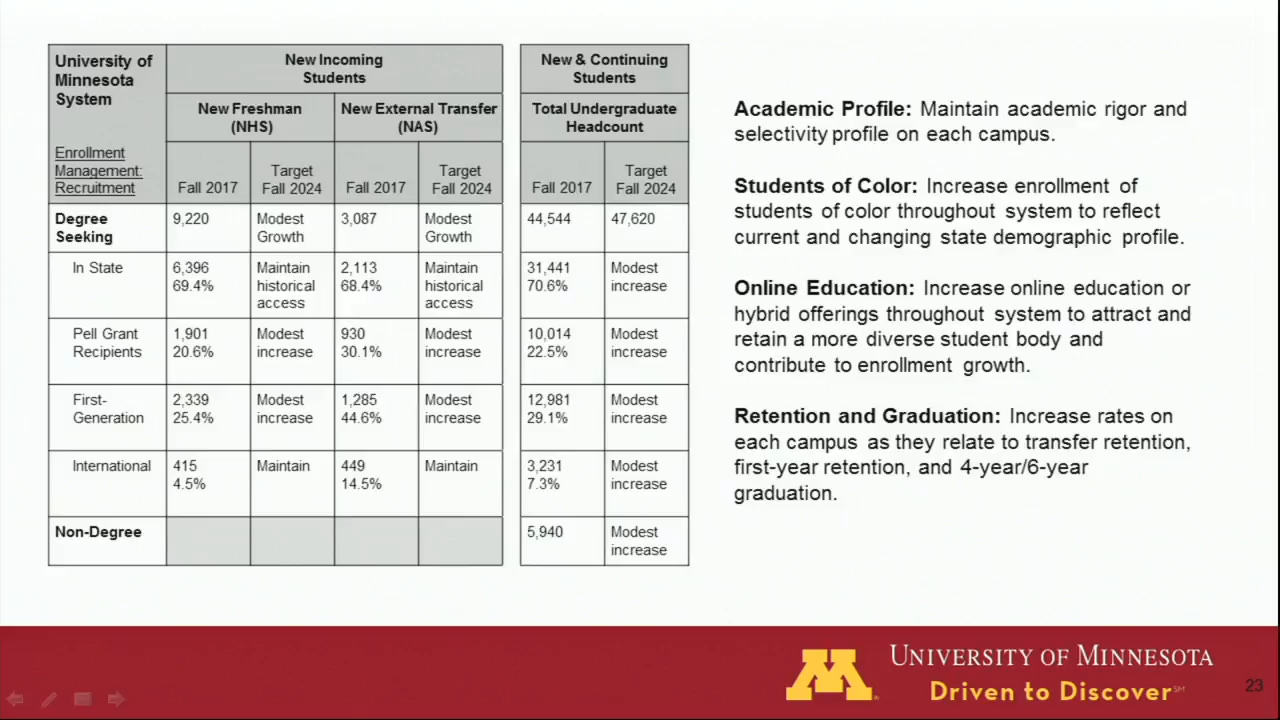 University of
Minnesota
System
Enrollment
Management:
Recruitment
New Incoming
Students
New & Continuing
Students
New Freshman
(NHS)
New External Transfer
(NAS)
Total Undergraduate
Headcount
Fall 2017
Target
Fall 2024
Fall 2017
Target
Fall 2024
Fall 2017
Target
Fall 2024
Degree
Seeking
9,220
Modest
Growth
3,087
Modest
Growth
44,544
47,620
In State
6,396
69.4%
Maintain
historical
access
2,113
68.4%
Maintain
historical
access
31,441
70.6%
Modest
increase
Pell Grant
Recipients
1,901
20.6%
Modest
increase
930
30.1%
Modest
increase
10,014
22.5%
Modest
increase
First-
Generation
2,339
25.4%
Modest
increase
1,285
44.6%
Modest
increase
12,981
29.1%
Modest
increase
International
415
4.5%
Maintain
449
14.5%
Maintain
3,231
7.3%
Modest
increase
Non-Degree
5,940
Modest
increase
Academic Profile: Maintain academic rigor and
selectivity profile on each campus.
Students of Color: Increase enrollment of
students of color throughout system to reflect
current and changing state demographic profile.
Online Education: Increase online education or
hybrid offerings throughout system to attract and
retain a more diverse student body and
contribute to enrollment growth.
Retention and Graduation: Increase rates on
each campus as they relate to transfer retention,
first-year retention, and 4-year/6-year
graduation.
M
UNIVERSITY OF MINNESOTA
Driven to Discover℠
23